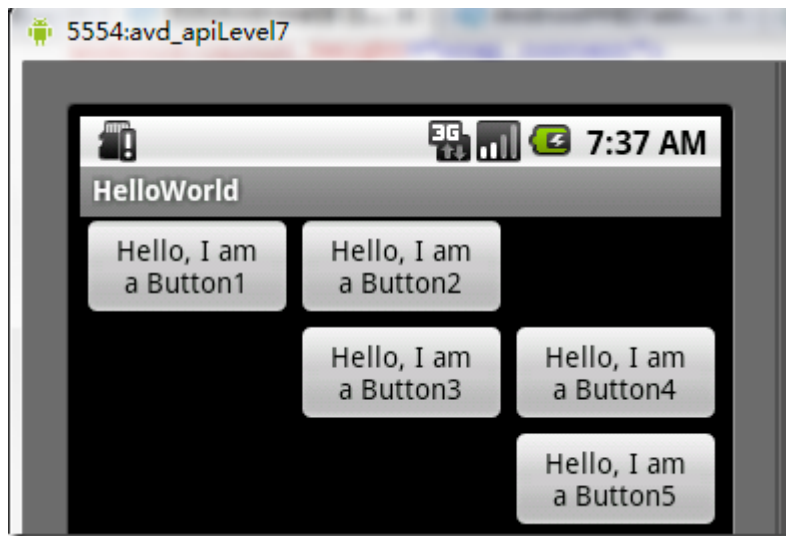 5554:avd_apiLevel7
3G 7:37 AM
HelloWorld
Hello, I am
a Button1
Hello, I am
a Button2
Hello, I am
a Button3
Hello, I am
a Button4
Hello, I am
a Button5